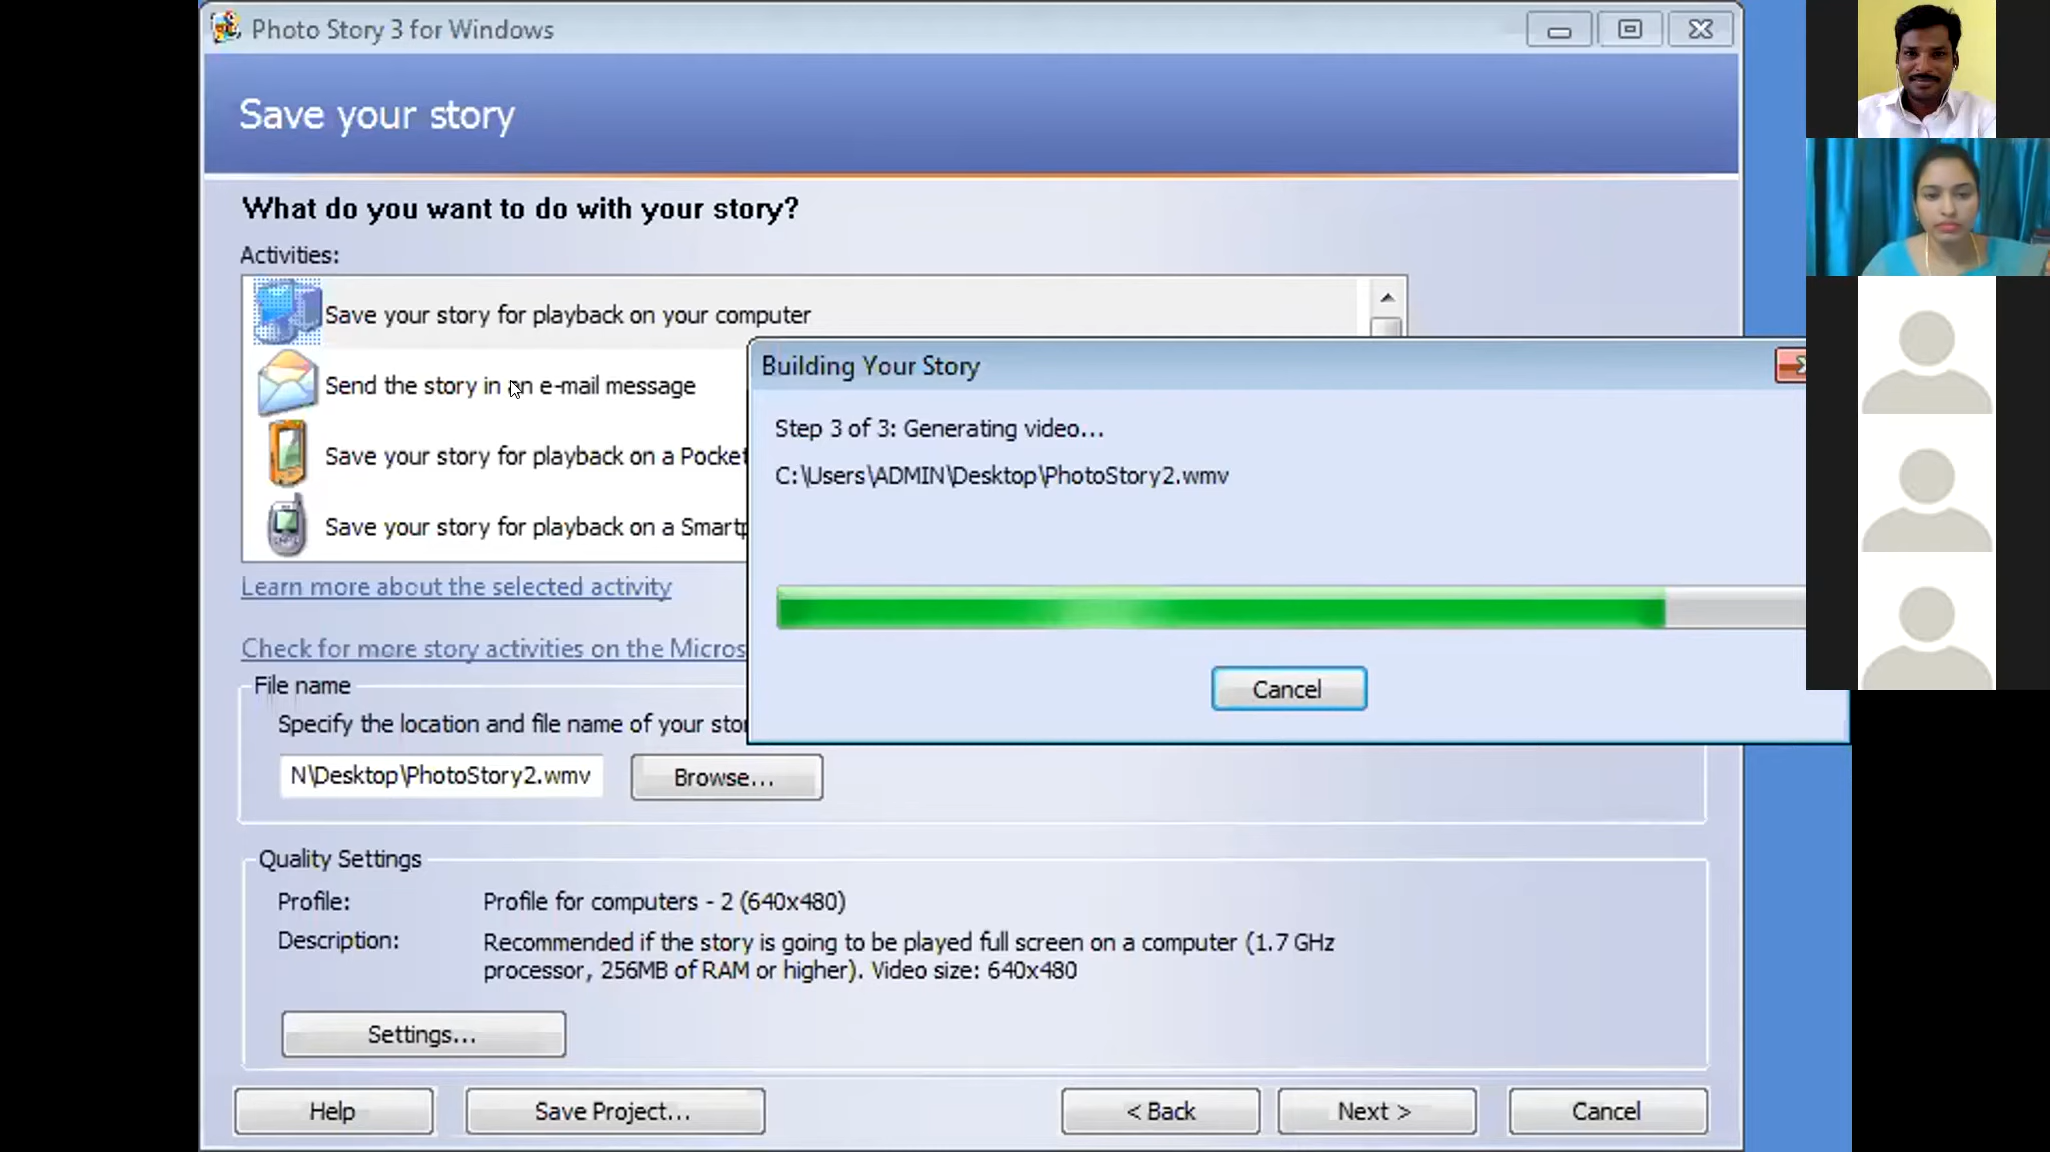 Photo Story 3 for Windows
Save your story
What do you want to do with your story?
Activities:
Save your story for playback on your computer
Send the story in an e-mail message
Save your story for playback on a Pocket
Save your story for playback on a
Learn more about the selected activity
Check for more story activities on the
File name
Specify the location and file name of your
N\Desktop\PhotoStory2.wmv
Browse...
Building Your Story
Step 3 of 3: Generating video...
C:\Users\ADMIN\Desktop\PhotoStory2.wmv
Cancel
Quality Settings
Profile: Profile for computers - 2 (640x480)
Description: Recommended if the story is going to be played full screen on a computer (1.7 GHz
processor, 256MB of RAM or higher). Video size: 640x480
Settings...
Help Save Project... < Back Next > Cancel